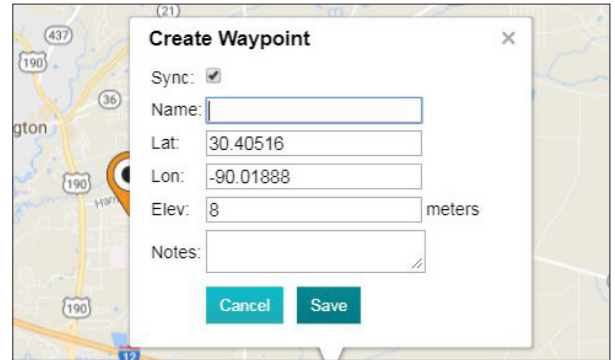 (21)
437
Create Waypoint
×
190
Sync:
36
Name:
gton
Lat: 30.40516
Lon: -90.01888
190
Ham
Elev: 8 meters
Notes:
190
Cancel Save
12